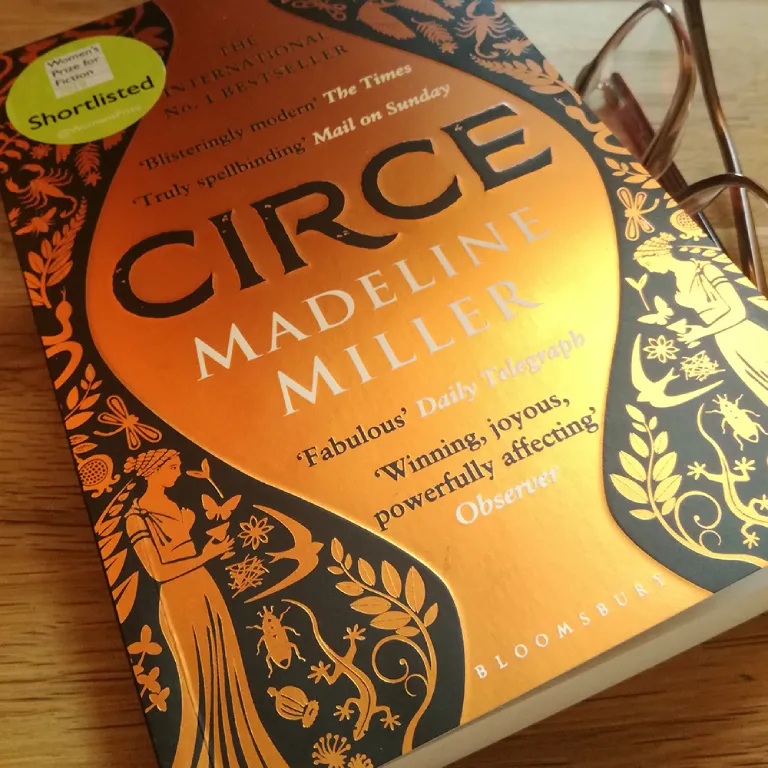 Women's
Prize for
Fiction
Shortlisted
THE
INTERNATIONAL
No. 1 BESTSELLER
'Blisteringly modern' The Times
'Truly spellbinding' Mail on Sunday
CIRCE
MADELINE
MILLER
'Fabulous' Daily Telegraph
'Winning, joyous,
powerfully affecting'
Observer
BLOOMSBURY